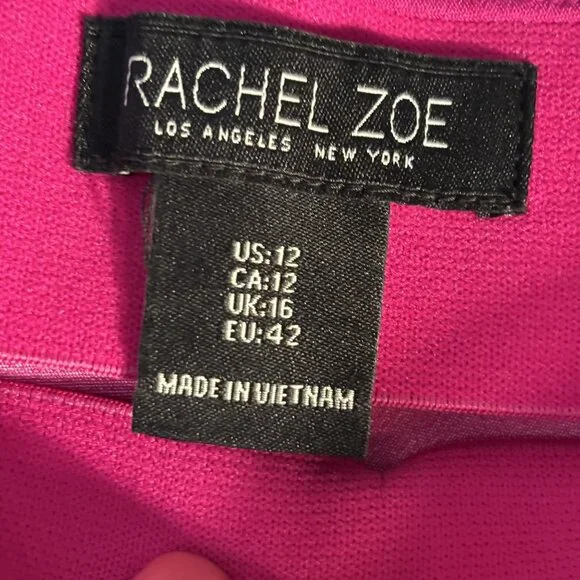 RACHEL ZOE
LOS ANGELES NEW YORK
US:12
CA:12
UK:16
EU:42
MADE IN VIETNAM